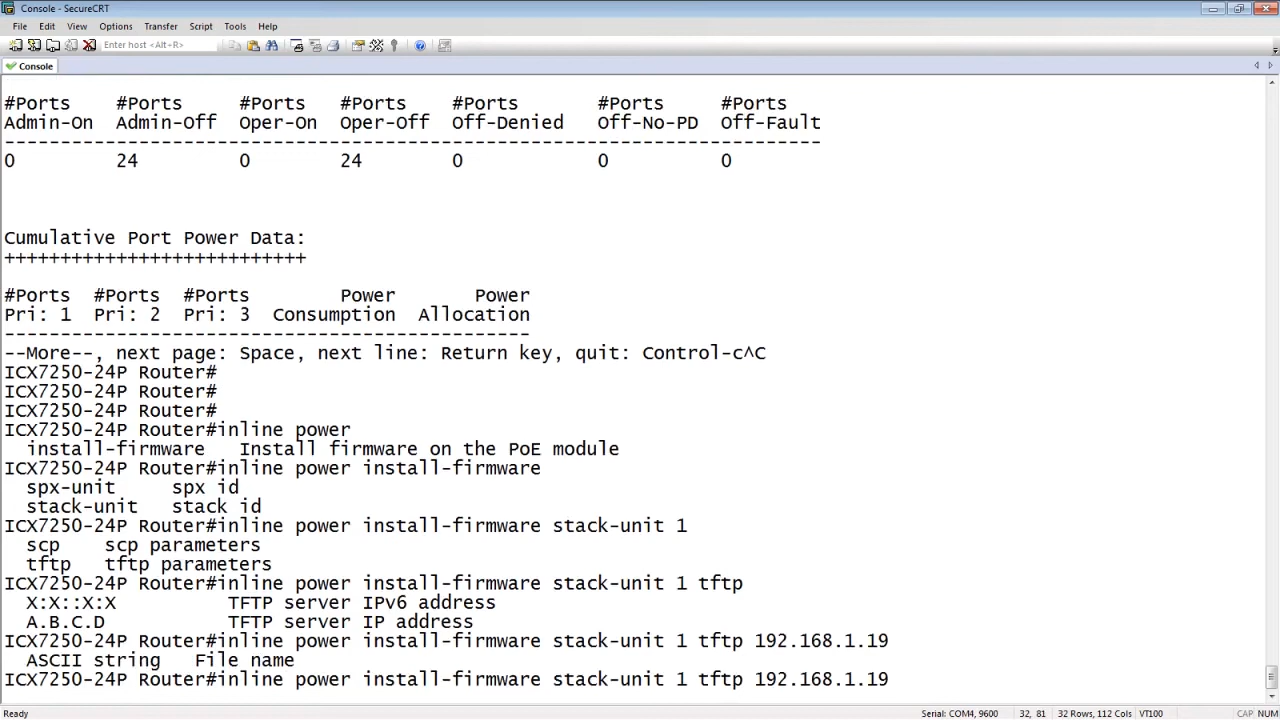 Console - SecureCRT
File Edit View Options Transfer Script Tools Help
Enter host <Alt+R>
Console
#Ports #Ports #Ports #Ports #Ports #Ports #Ports
Admin-On Admin-Off Oper-On Oper-Off Off-Denied Off-No-PD Off-Fault
-------------------------------------------------------------------------
0 24 0 24 0 0 0
Cumulative Port Power Data:
+++++++++++++++++++++++++++
#Ports #Ports #Ports Power Power
Pri: 1 Pri: 2 Pri: 3 Consumption Allocation
-----------------------------------------------
--More--, next page: Space, next line: Return key, quit: Control-c^C
ICX7250-24P Router#
ICX7250-24P Router#
ICX7250-24P Router#
ICX7250-24P Router#inline power
install-firmware Install firmware on the PoE module
ICX7250-24P Router#inline power install-firmware
spx-unit spx id
stack-unit stack id
ICX7250-24P Router#inline power install-firmware stack-unit 1
scp scp parameters
tftp tftp parameters
ICX7250-24P Router#inline power install-firmware stack-unit 1 tftp
X:X::X:X TFTP server IPv6 address
A.B.C.D TFTP server IP address
ICX7250-24P Router#inline power install-firmware stack-unit 1 tftp 192.168.1.19
ASCII string File name
ICX7250-24P Router#inline power install-firmware stack-unit 1 tftp 192.168.1.19
Ready Serial: COM4, 9600 32, 81 32 Rows, 112 Cols VT100 CAP NUM